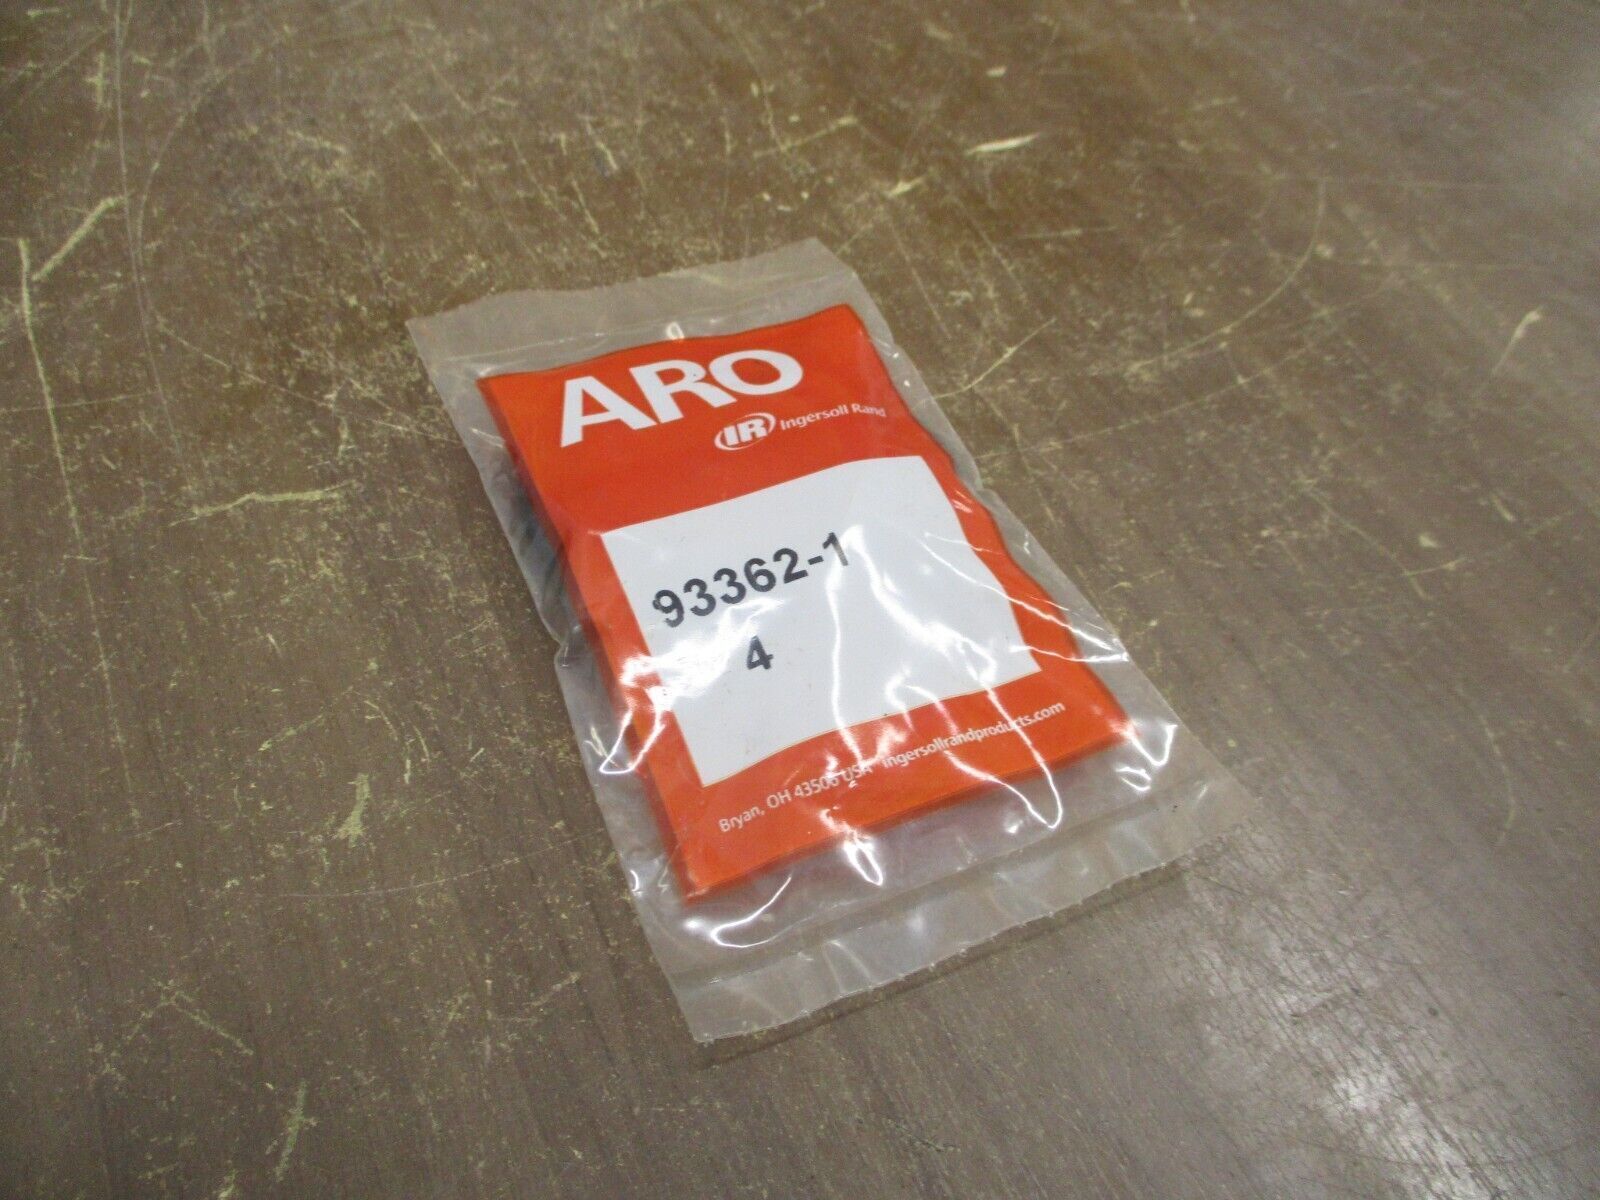 ARO
IR Ingersoll Rand
93362-1
4
Bryan, OH 43506 USA ingersollrandproducts.com